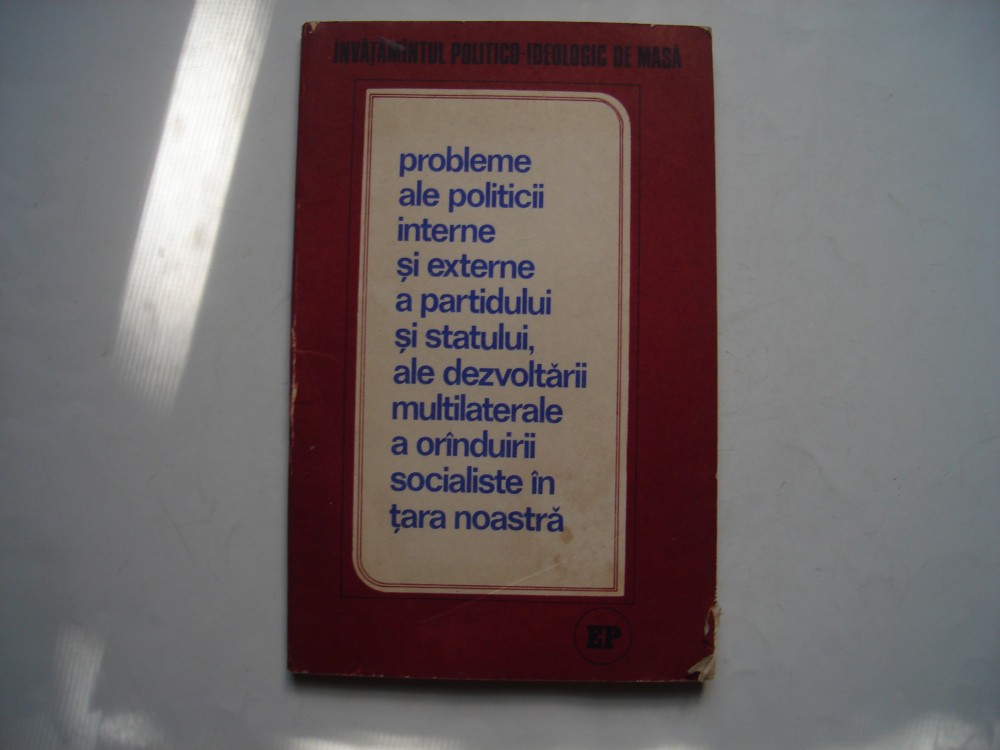 ÎNVĂȚĂMÎNTUL POLITICO-IDEOLOGIC DE MASĂ
probleme
ale politicii
interne
și externe
a partidului
și statului,
ale dezvoltării
multilaterale
a orînduirii
socialiste în
țara noastră
EP